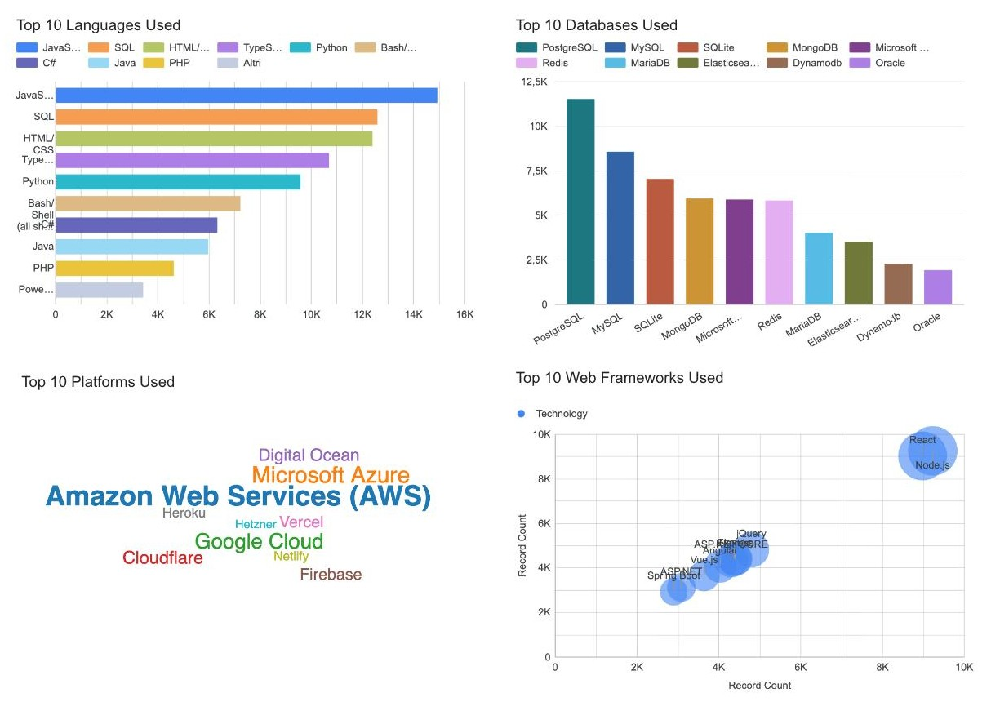 Top 10 Languages Used
JavaS… SQL HTML/… TypeS… Python Bash/…
C# Java PHP Altri
JavaS…
SQL
HTML/
CSS
Type…
Python
Bash/
Shell
(all sh…
C#
Java
PHP
Powe…
0 2K 4K 6K 8K 10K 12K 14K 16K
Top 10 Databases Used
PostgreSQL MySQL SQLite MongoDB Microsoft …
Redis MariaDB Elasticsea… Dynamodb Oracle
12,5K
10K
7,5K
5K
2,5K
0
PostgreSQL MySQL SQLite MongoDB Microsoft… Redis MariaDB Elasticsear… Dynamodb Oracle
Top 10 Platforms Used
Digital Ocean
Microsoft Azure
Amazon Web Services (AWS)
Heroku
Hetzner Vercel
Google Cloud
Netlify
Cloudflare
Firebase
Top 10 Web Frameworks Used
Technology
Record Count
10K
8K
6K
4K
2K
0
React
Node.js
jQuery
Angular
Vue.js
ASP.NET
Spring Boot
0 2K 4K 6K 8K 10K
Record Count